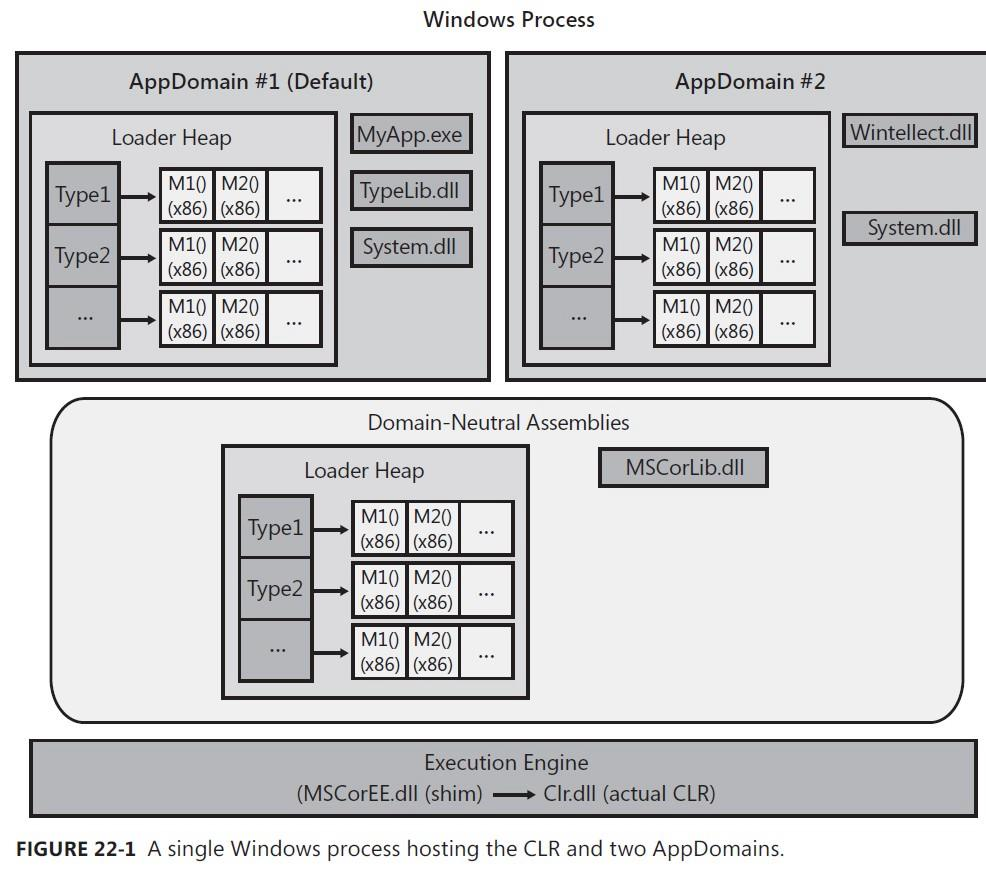 Windows Process
AppDomain #1 (Default)
Loader Heap
Type1
M1()
(x86)
M2()
(x86)
...
Type2
M1()
(x86)
M2()
(x86)
...
...
M1()
(x86)
M2()
(x86)
...
MyApp.exe
TypeLib.dll
System.dll
AppDomain #2
Loader Heap
Type1
M1()
(x86)
M2()
(x86)
...
Type2
M1()
(x86)
M2()
(x86)
...
...
M1()
(x86)
M2()
(x86)
...
Wintellect.dll
System.dll
Domain-Neutral Assemblies
Loader Heap
Type1
M1()
(x86)
M2()
(x86)
...
Type2
M1()
(x86)
M2()
(x86)
...
...
M1()
(x86)
M2()
(x86)
...
MSCorLib.dll
Execution Engine
(MSCorEE.dll (shim) → Clr.dll (actual CLR)
FIGURE 22-1 A single Windows process hosting the CLR and two AppDomains.